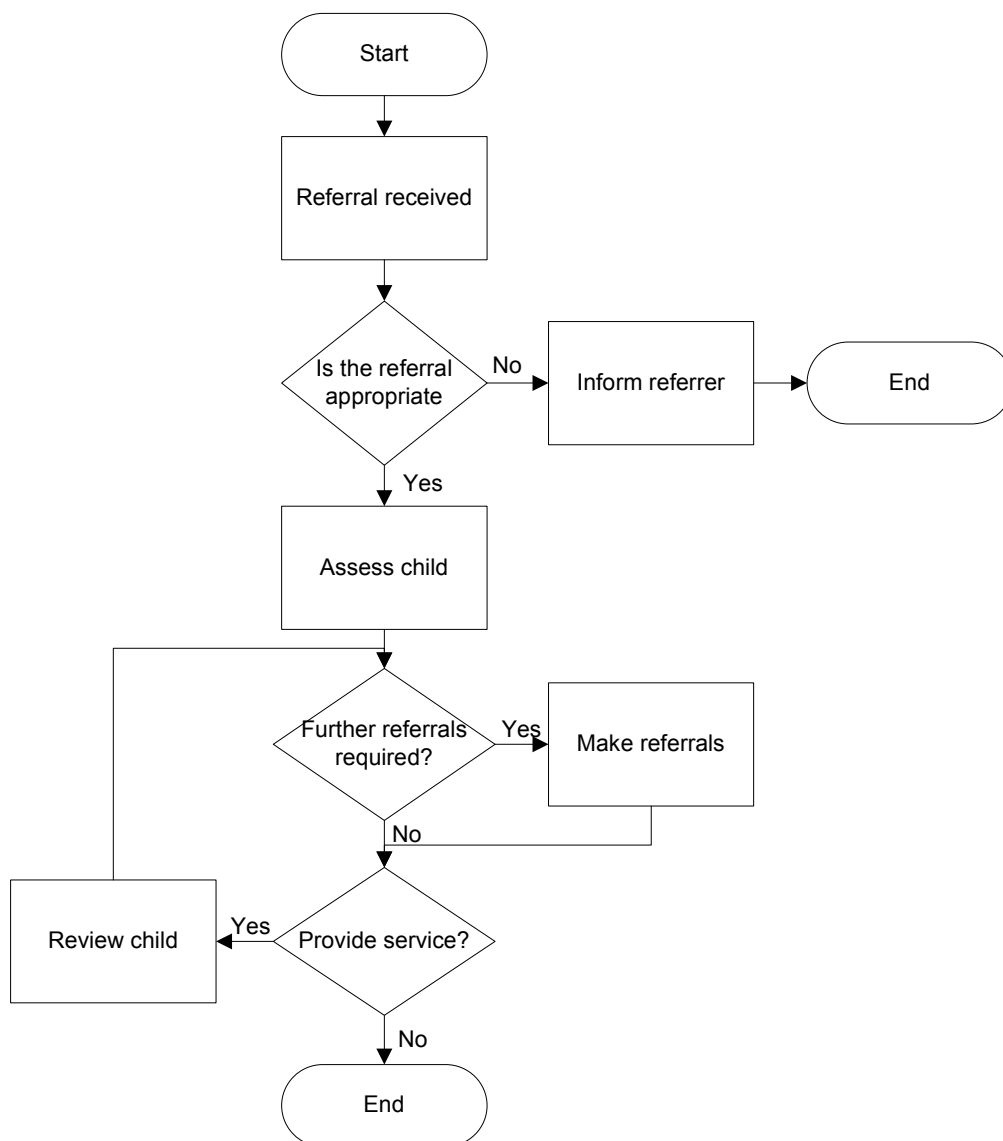 Start
Referral received
Is the referral
appropriate
No
Inform referrer
End
Yes
Assess child
Further referrals
required?
Yes
Make referrals
No
Provide service?
Yes
Review child
No
End